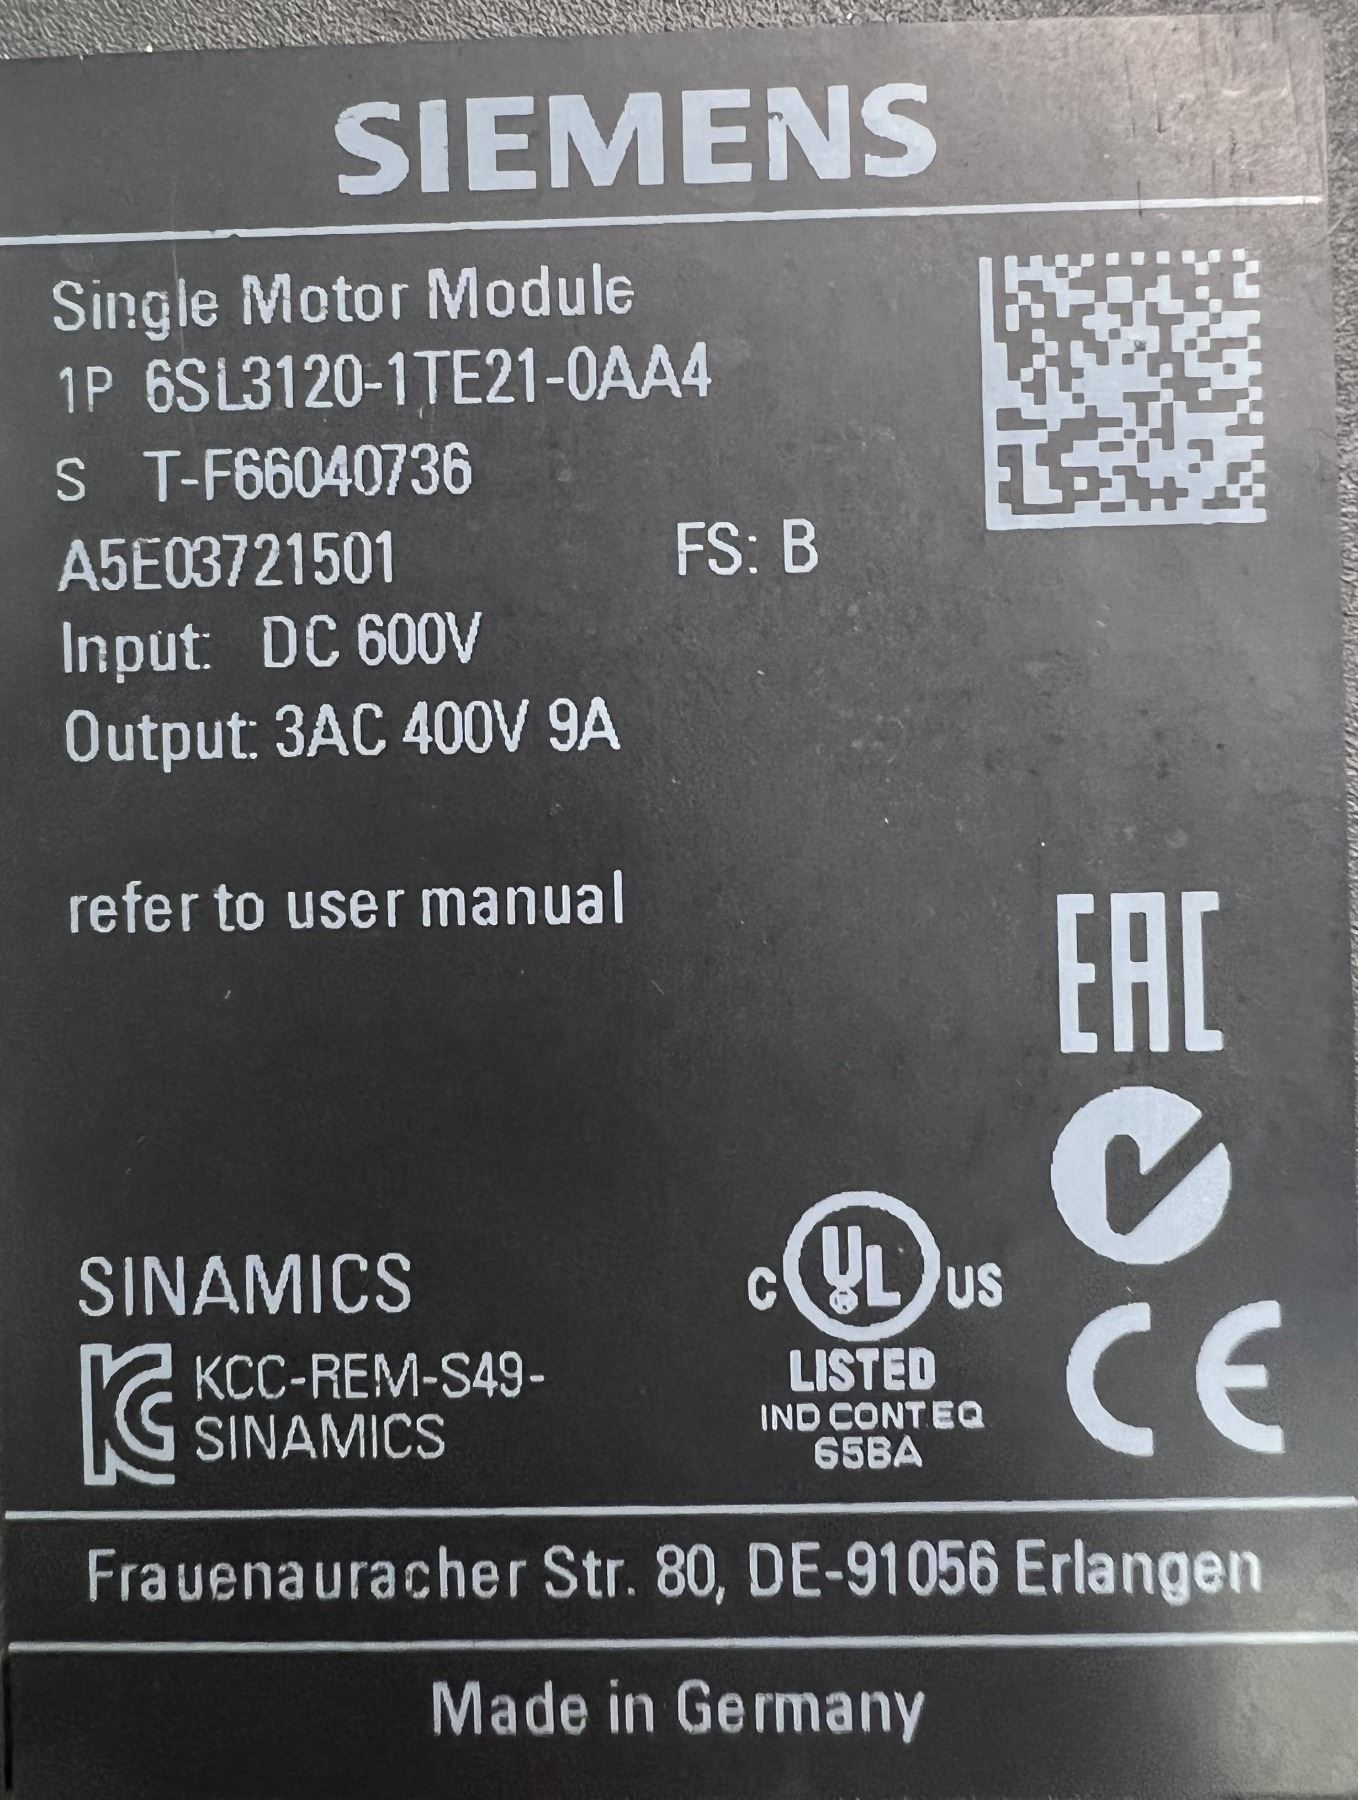 SIEMENS
Single Motor Module
1P 6SL3120-1TE21-0AA4
S T-F66040736
A5E03721501 FS: B
Input: DC 600V
Output: 3AC 400V 9A
refer to user manual
EAC
SINAMICS
C UL US
LISTED
IND CONT.EQ
65BA
CE
KCC-REM-S49-
SINAMICS
Frauenauracher Str. 80, DE-91056 Erlangen
Made in Germany